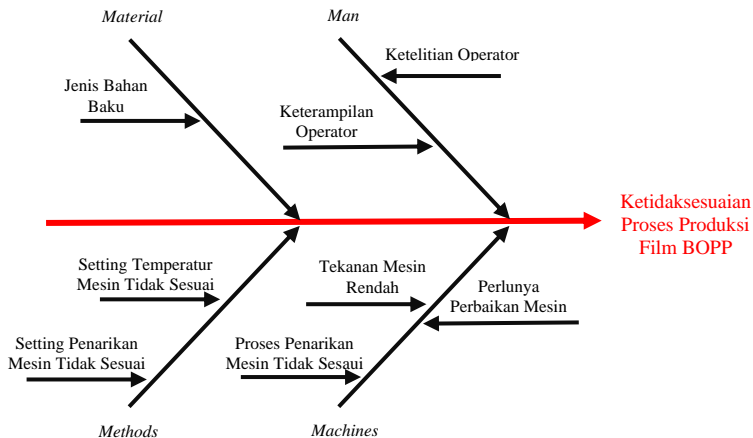 Material
Man
Ketelitian Operator
Jenis Bahan
Baku
Keterampilan
Operator
Ketidaksesuaian
Proses Produksi
Film BOPP
Setting Temperatur
Mesin Tidak Sesuai
Tekanan Mesin
Rendah
Perlunya
Perbaikan Mesin
Setting Penarikan
Mesin Tidak Sesuai
Proses Penarikan
Mesin Tidak Sesaui
Methods
Machines